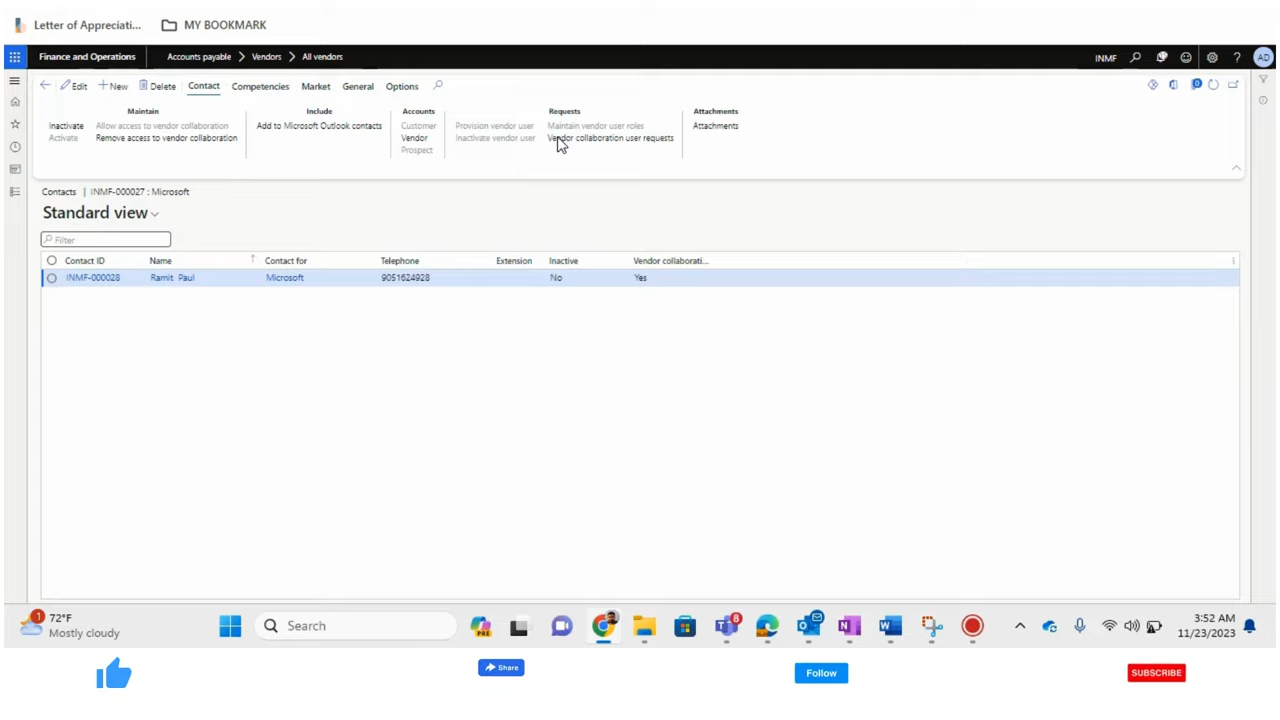 Letter of Appreciati... MY BOOKMARK
Finance and Operations Accounts payable Vendors All vendors INMF ? AD
Edit New Delete Contact Competencies Market General Options 0
Maintain Include Accounts Requests Attachments
Inactivate Allow access to vendor collaboration Add to Microsoft Outlook contacts Customer Provision vendor user Maintain vendor user roles Attachments
Activate Remove access to vendor collaboration Vendor Inactivate vendor user Vendor collaboration user requests
Prospect
Contacts | INMF-000027 : Microsoft
Standard view
Filter
Contact ID Name Contact for Telephone Extension Inactive Vendor collaborati...
INMF-000028 Ramit Paul Microsoft 9051624928 No Yes
1 72°F
Mostly cloudy
Search
PRE
8
3:52 AM
11/23/2023
Share
Follow
SUBSCRIBE